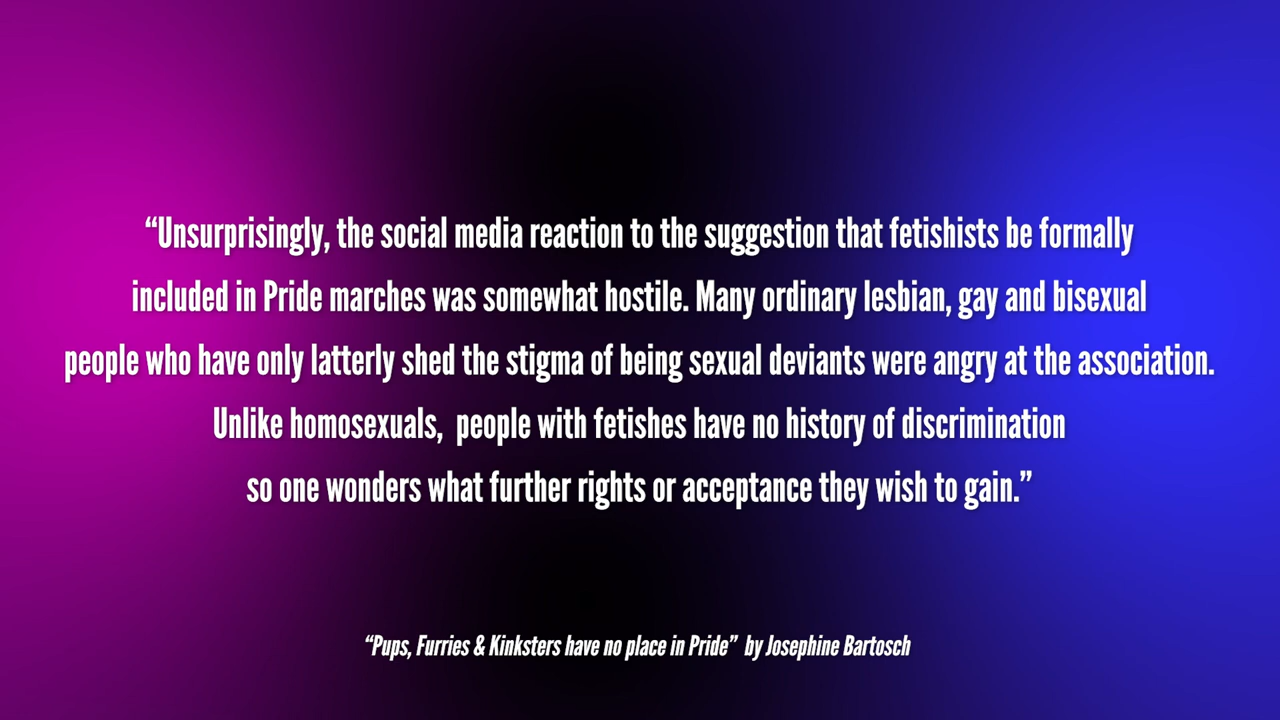 “Unsurprisingly, the social media reaction to the suggestion that fetishists be formally
included in Pride marches was somewhat hostile. Many ordinary lesbian, gay and bisexual
people who have only latterly shed the stigma of being sexual deviants were angry at the association.
Unlike homosexuals,  people with fetishes have no history of discrimination
so one wonders what further rights or acceptance they wish to gain.”
“Pups, Furries & Kinksters have no place in Pride”  by Josephine Bartosch